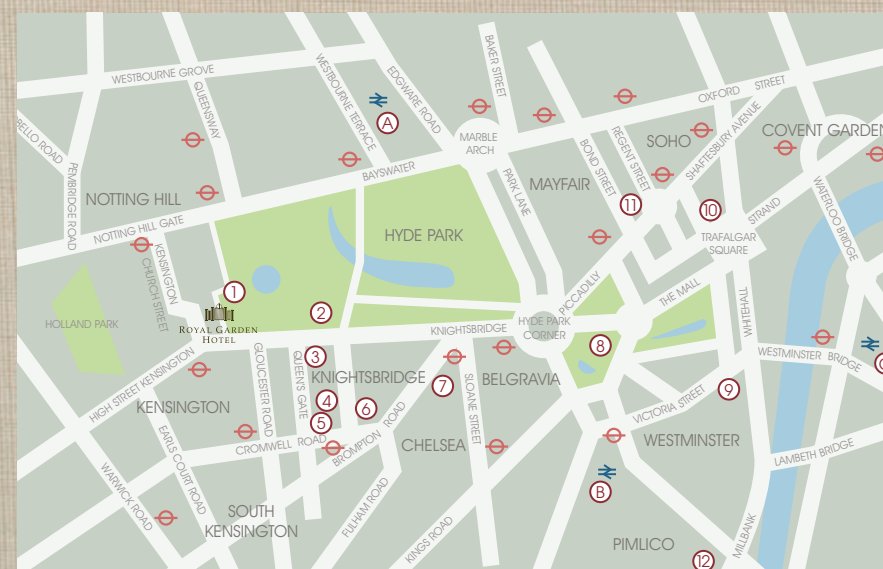 WESTBOURNE GROVE
QUEENSWAY
WESTBOURNE TERRACE
EDGWARE ROAD
BAKER STREET
OXFORD STREET
A
MARBLE
ARCH
BELLO ROAD
PEMBRIDGE ROAD
BAYSWATER
PARK LANE
MAYFAIR
BOND STREET
REGENT STREET
SOHO
SHAFTESBURY AVENUE
COVENT GARDEN
NOTTING HILL
NOTTING HILL GATE
HYDE PARK
11
10
STRAND
WATERLOO BRIDGE
TRAFALGAR
SQUARE
KENSINGTON
CHURCH STREET
1
ROYAL GARDEN
HOTEL
HOLLAND PARK
2
KNIGHTSBRIDGE
HYDE PARK
CORNER
PICCADILLY
THE MALL
WHITEHALL
HIGH STREET KENSINGTON
KENSINGTON
GLOUCESTER ROAD
QUEEN'S GATE
3
KNIGHTSBRIDGE
4
5
6
7
BELGRAVIA
8
9
WESTMINSTER BRIDGE
C
SLOANE STREET
VICTORIA STREET
WESTMINSTER
LAMBETH BRIDGE
CROMWELL ROAD
BROMPTON ROAD
CHELSEA
EARLS COURT ROAD
WARWICK ROAD
SOUTH
KENSINGTON
FULHAM ROAD
KINGS ROAD
B
PIMLICO
12
MILLBANK